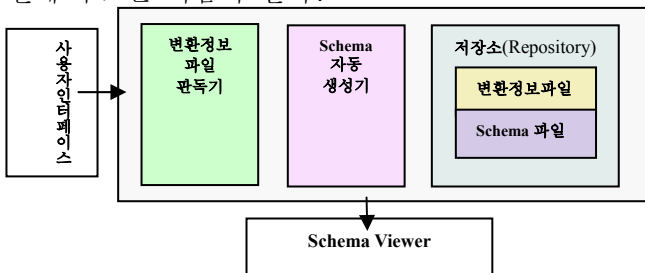 사용자인터페이스
변환정보
파일
판독기
Schema
자동
생성기
저장소(Repository)
변환정보파일
Schema 파일
Schema Viewer